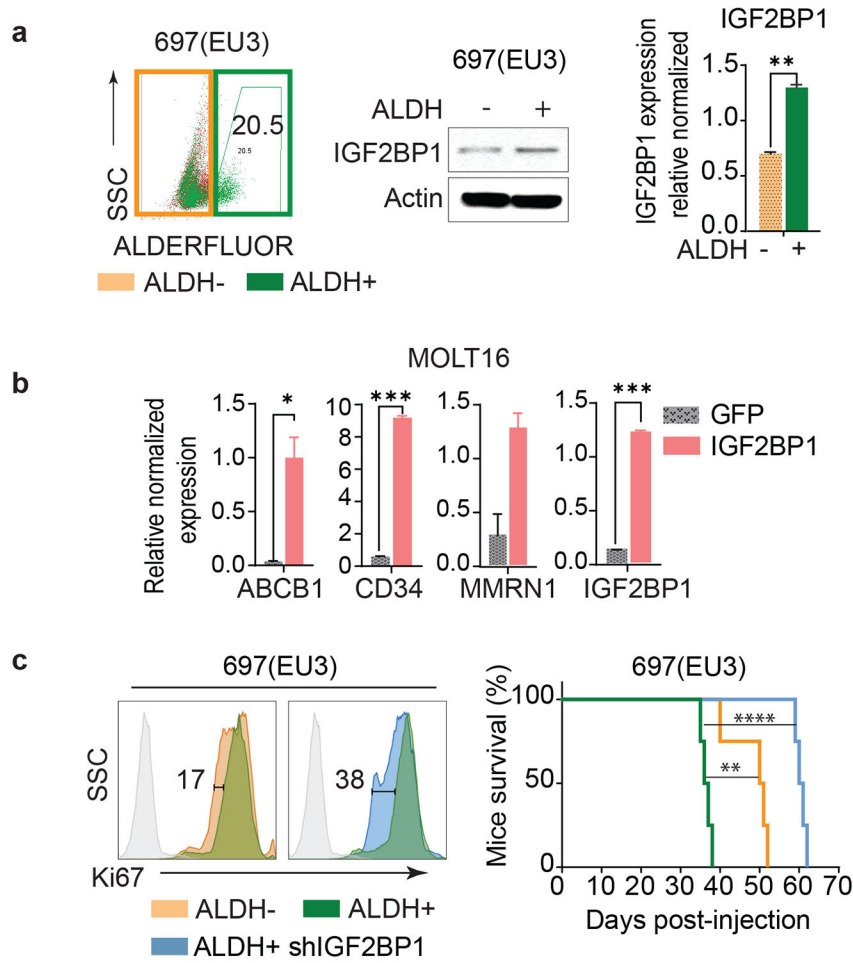 a
697(EU3)
SSC
20.5
20.5
ALDERFLUOR
ALDH-
ALDH+
697(EU3)
ALDH - +
IGF2BP1
Actin
IGF2BP1
IGF2BP1 expression
relative normalized
1.5
1.0
0.5
0.0
**
ALDH - +
b
MOLT16
Relative normalized
expression
1.5
1.0
0.5
0.0
*
ABCB1
10
8
6
4
2
0
***
CD34
1.5
1.0
0.5
0.0
MMRN1
1.5
1.0
0.5
0.0
***
IGF2BP1
GFP
IGF2BP1
c
697(EU3)
SSC
17
38
Ki67
ALDH-
ALDH+
ALDH+ shIGF2BP1
697(EU3)
Mice survival (%)
100
50
0
****
**
0 10 20 30 40 50 60 70
Days post-injection